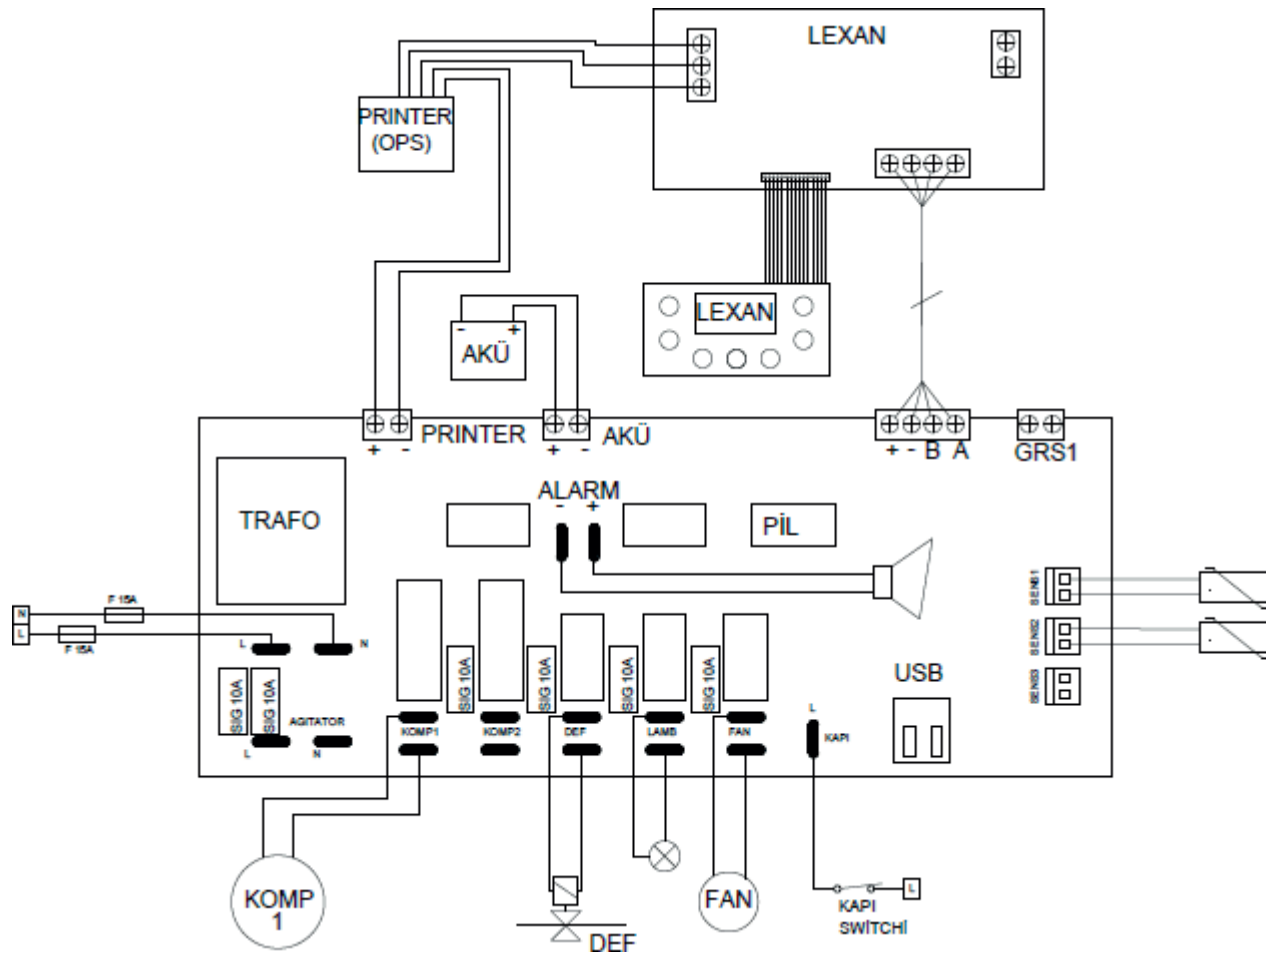 LEXAN
PRINTER
(OPS)
LEXAN
- +
AKÜ
PRINTER
+ -
AKÜ
+ -
+ - B A
GRS1
ALARM
- +
TRAFO
PİL
SENS1
SENS2
SENS3
N
F 15A
L
F 15A
L N
SIG 10A
SIG 10A
SIG 10A
SIG 10A
SIG 10A
SIG 10A
AGITATOR
L N
KOMP1
KOMP2
DEF
LAMB
FAN
L
KAPI
USB
KOMP
1
DEF
FAN
L
KAPI
SWİTCHİ